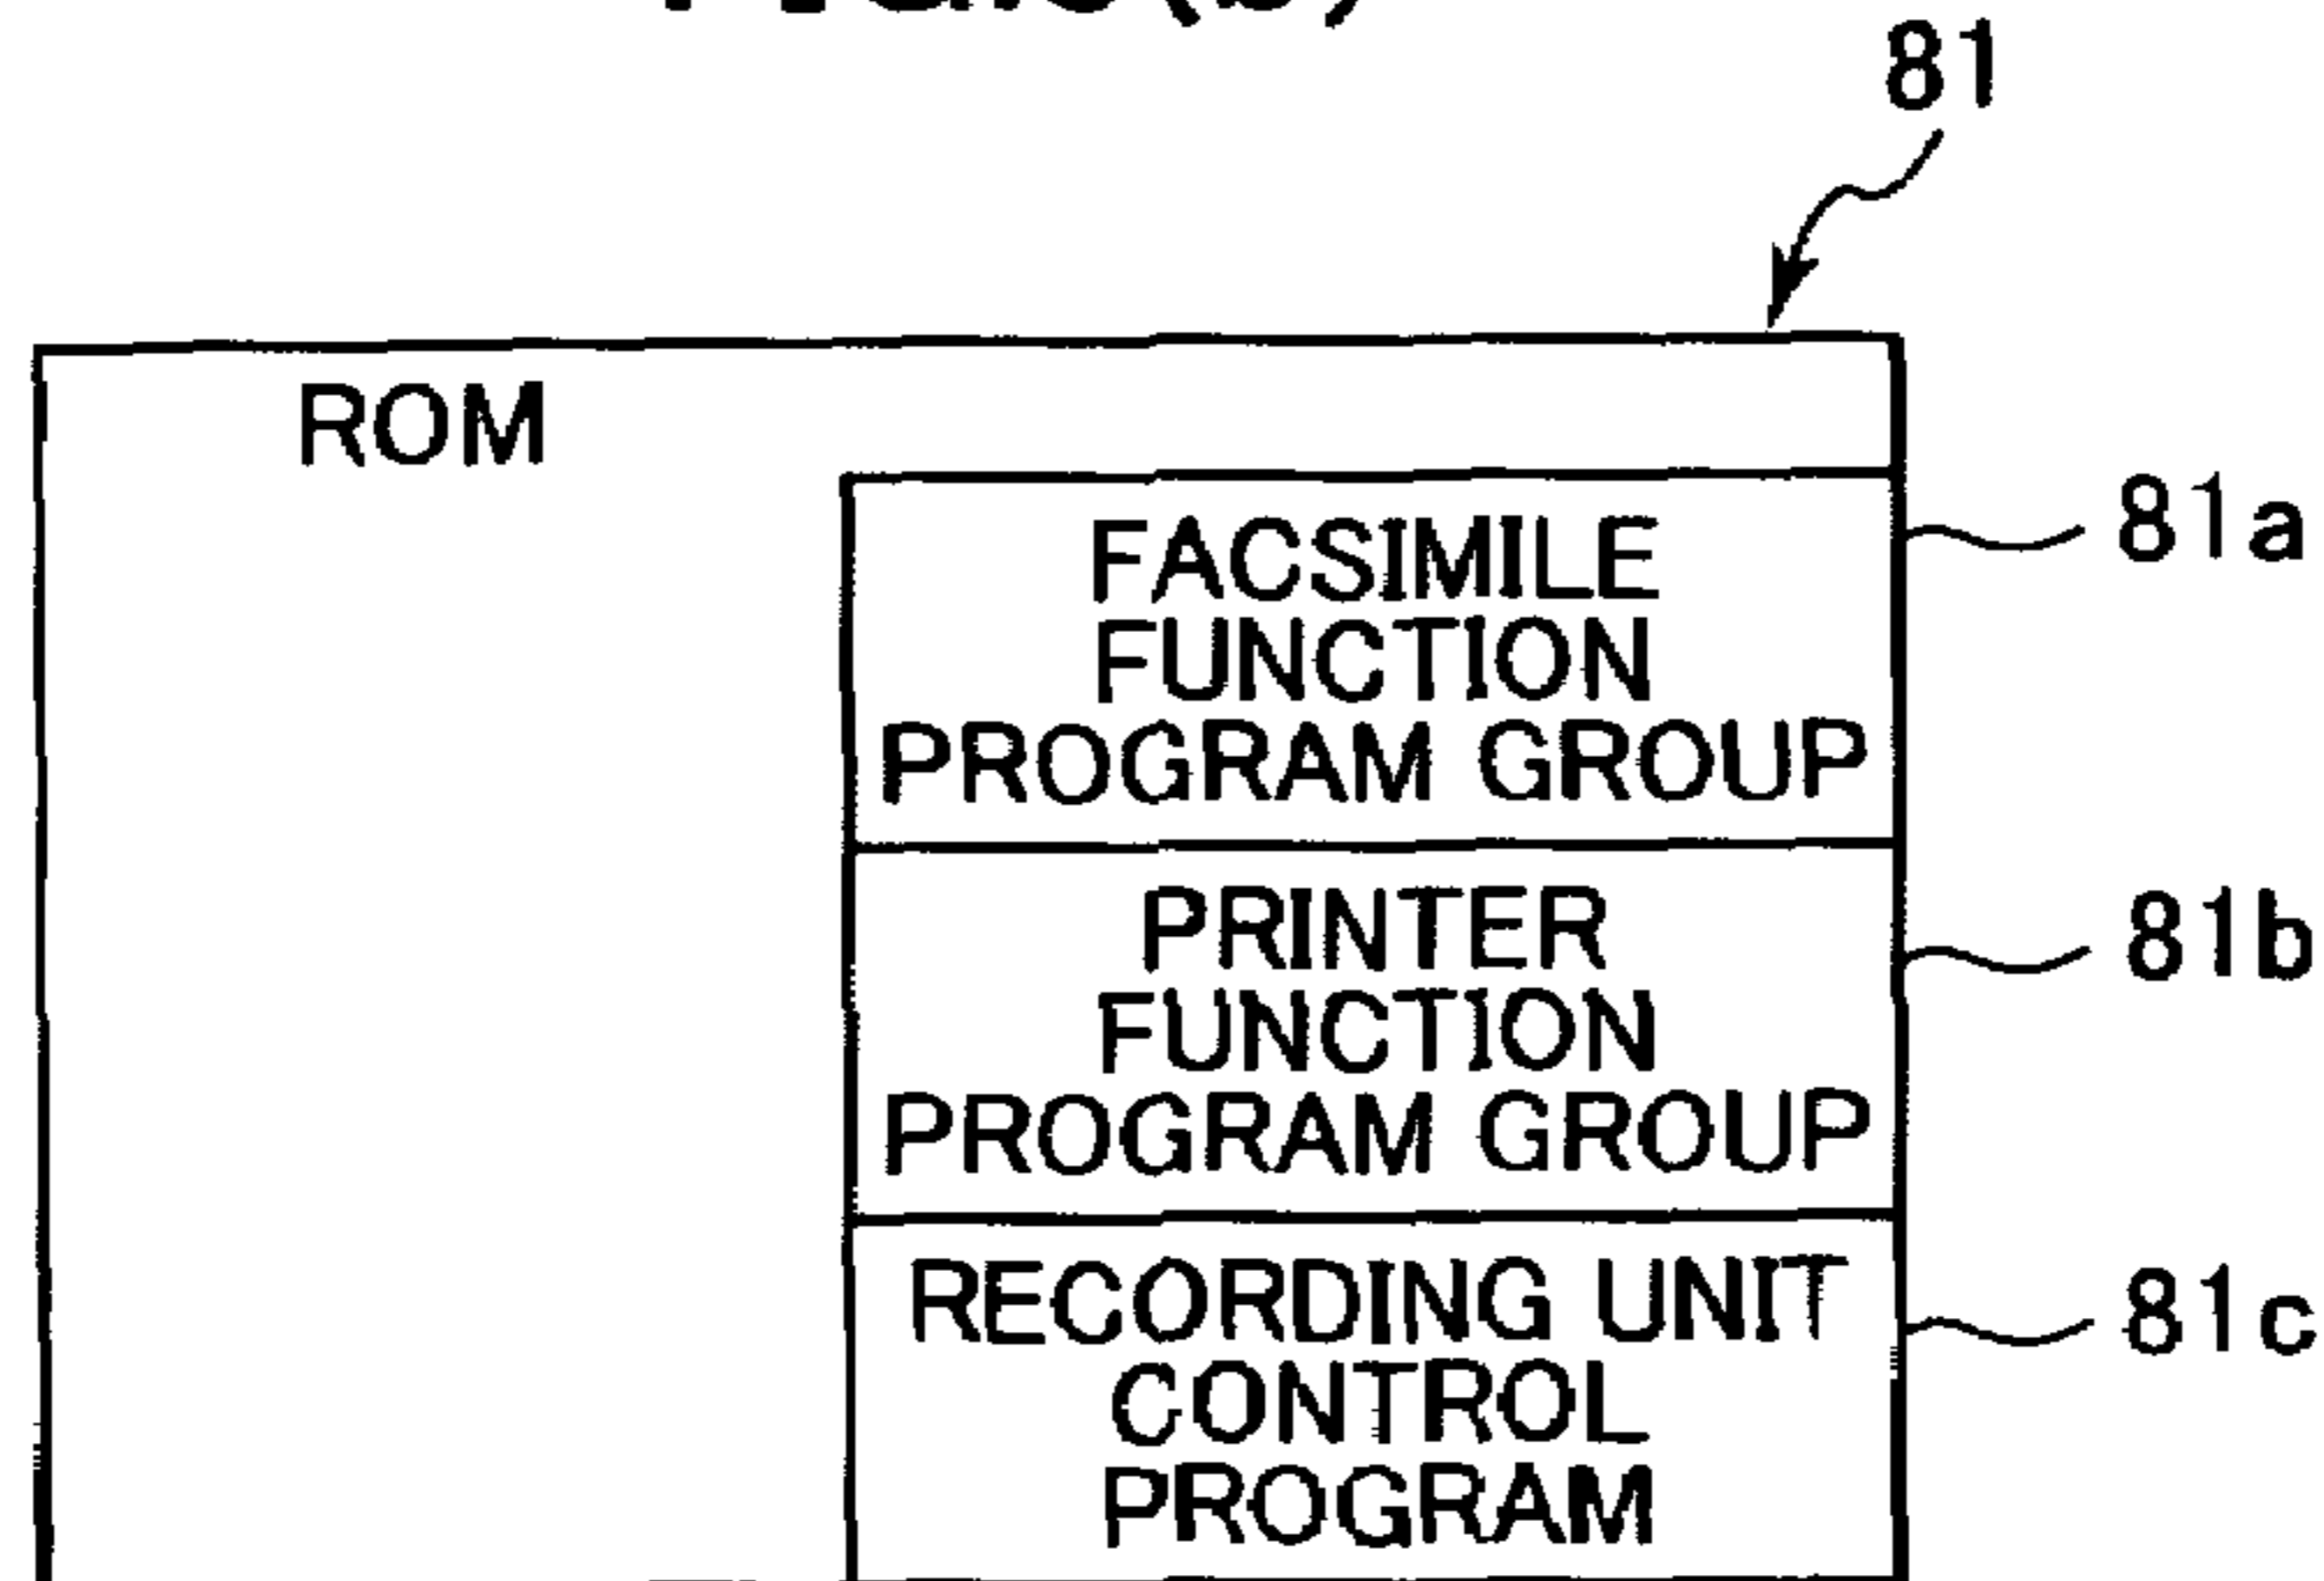 81
ROM
FACSIMILE
FUNCTION
PROGRAM GROUP
81a
PRINTER
FUNCTION
PROGRAM GROUP
81b
RECORDING UNIT
CONTROL
PROGRAM
81c